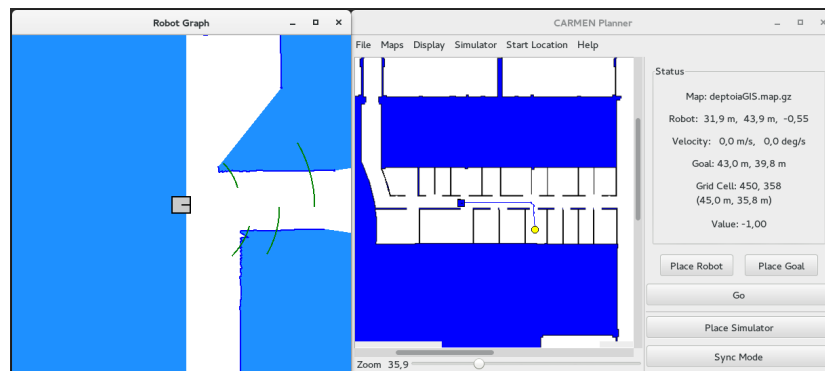 Robot Graph
CARMEN Planner
File Maps Display Simulator Start Location Help
Status
Map: deptoiaGIS.map.gz
Robot: 31,9 m, 43,9 m, -0,55
Velocity: 0,0 m/s, 0,0 deg/s
Goal: 43,0 m, 39,8 m
Grid Cell: 450, 358
(45,0 m, 35,8 m)
Value: -1,00
Place Robot Place Goal
Go
Place Simulator
Sync Mode
Zoom 35,9